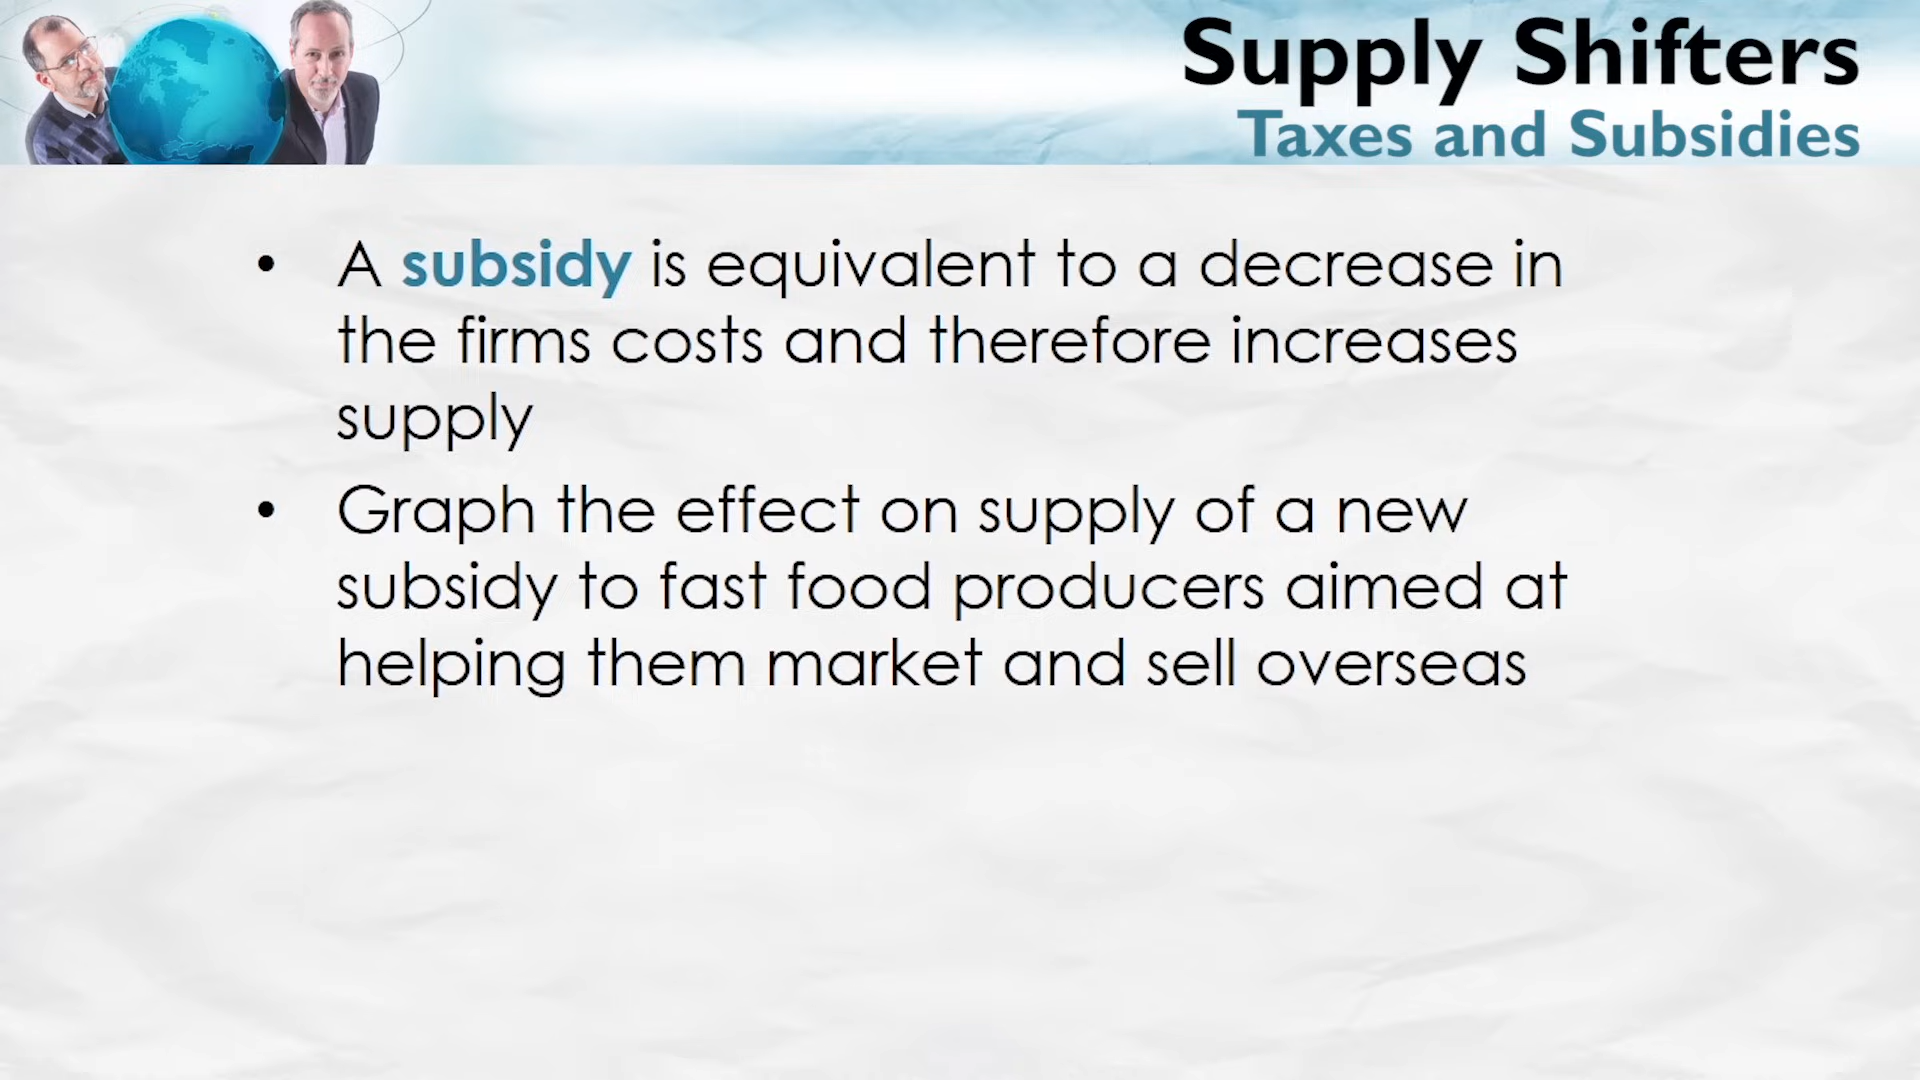 Supply Shifters
Taxes and Subsidies
• A subsidy is equivalent to a decrease in
the firms costs and therefore increases
supply
• Graph the effect on supply of a new
subsidy to fast food producers aimed at
helping them market and sell overseas